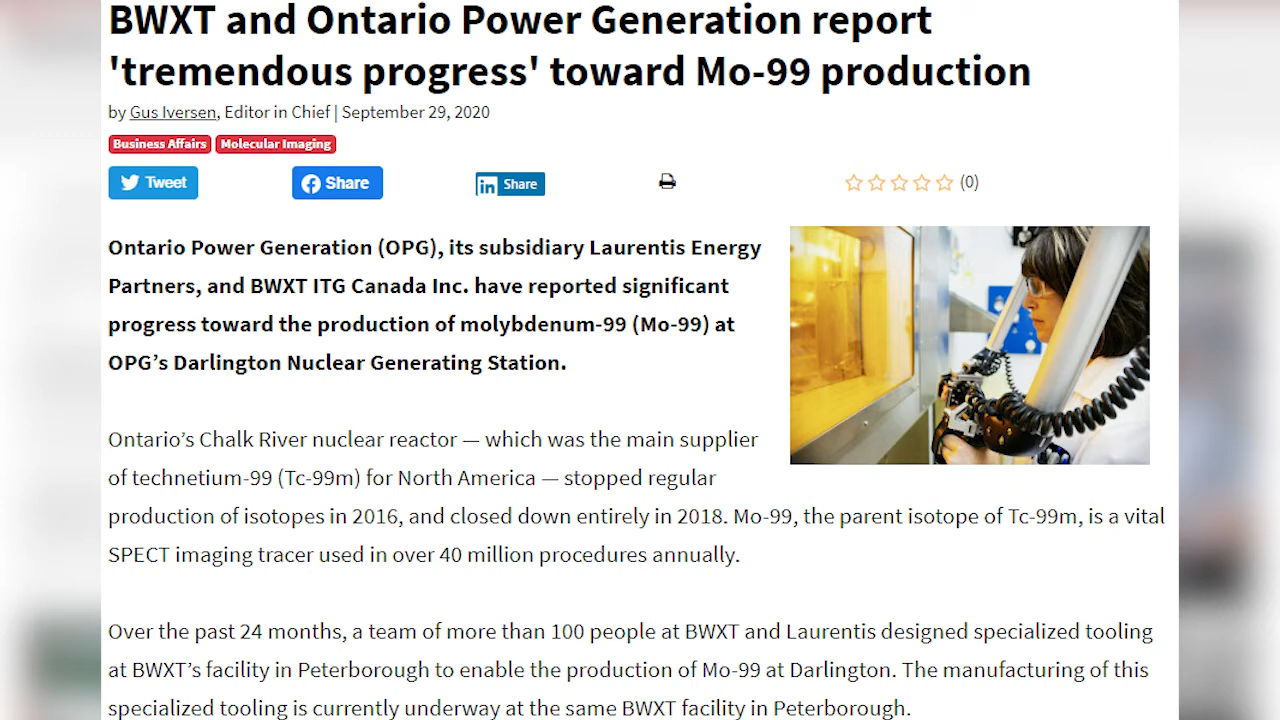 BWXT and Ontario Power Generation report
'tremendous progress' toward Mo-99 production
by Gus Iversen, Editor in Chief | September 29, 2020
Business Affairs Molecular Imaging
Tweet Share in Share (0)
Ontario Power Generation (OPG), its subsidiary Laurentis Energy
Partners, and BWXT ITG Canada Inc. have reported significant
progress toward the production of molybdenum-99 (Mo-99) at
OPG’s Darlington Nuclear Generating Station.
Ontario’s Chalk River nuclear reactor — which was the main supplier
of technetium-99 (Tc-99m) for North America — stopped regular
production of isotopes in 2016, and closed down entirely in 2018. Mo-99, the parent isotope of Tc-99m, is a vital
SPECT imaging tracer used in over 40 million procedures annually.
Over the past 24 months, a team of more than 100 people at BWXT and Laurentis designed specialized tooling
at BWXT’s facility in Peterborough to enable the production of Mo-99 at Darlington. The manufacturing of this
specialized tooling is currently underway at the same BWXT facility in Peterborough.